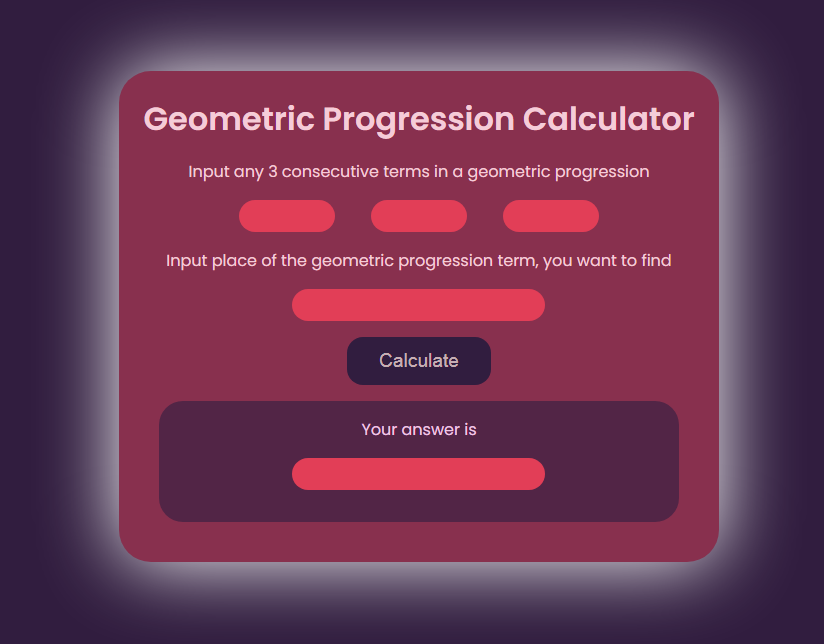 Geometric Progression Calculator
Input any 3 consecutive terms in a geometric progression
Input place of the geometric progression term, you want to find
Calculate
Your answer is